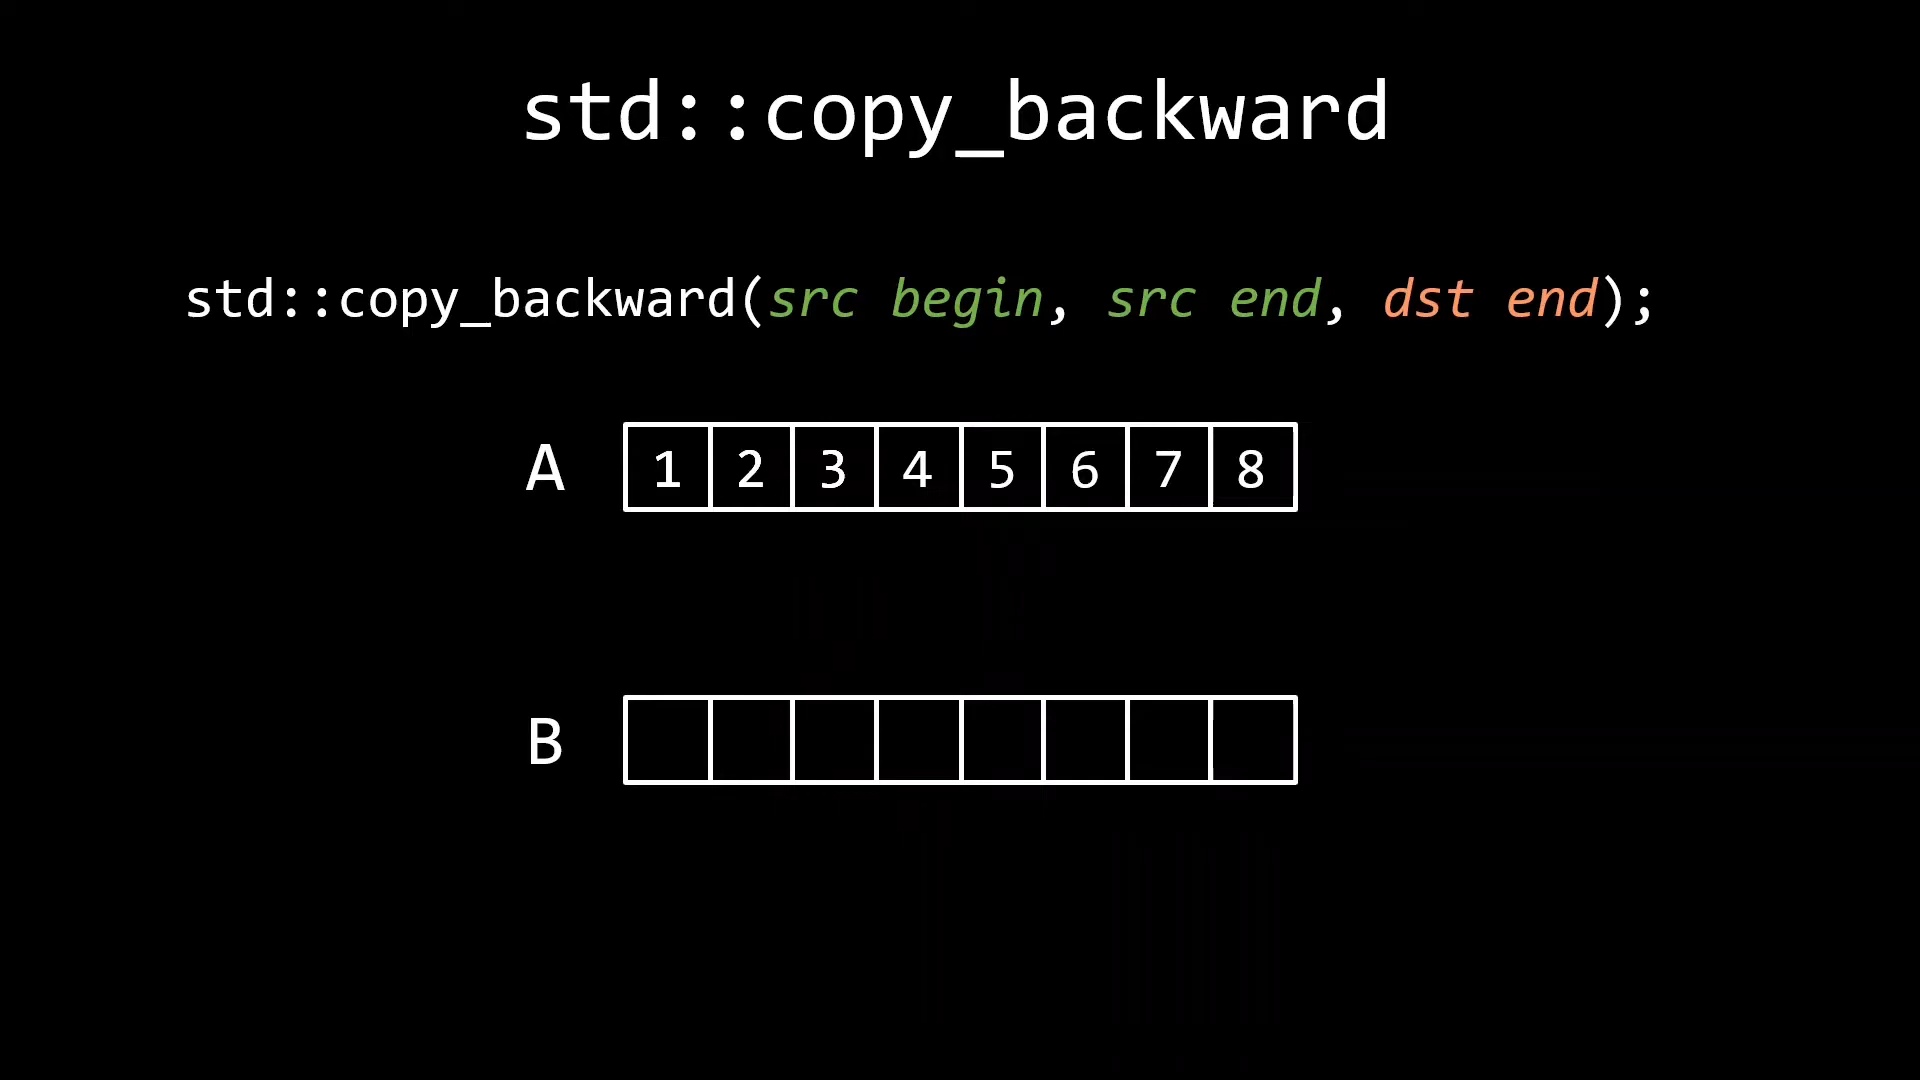 std::copy_backward
std::copy_backward(src begin, src end, dst end);
A 1 2 3 4 5 6 7 8
B